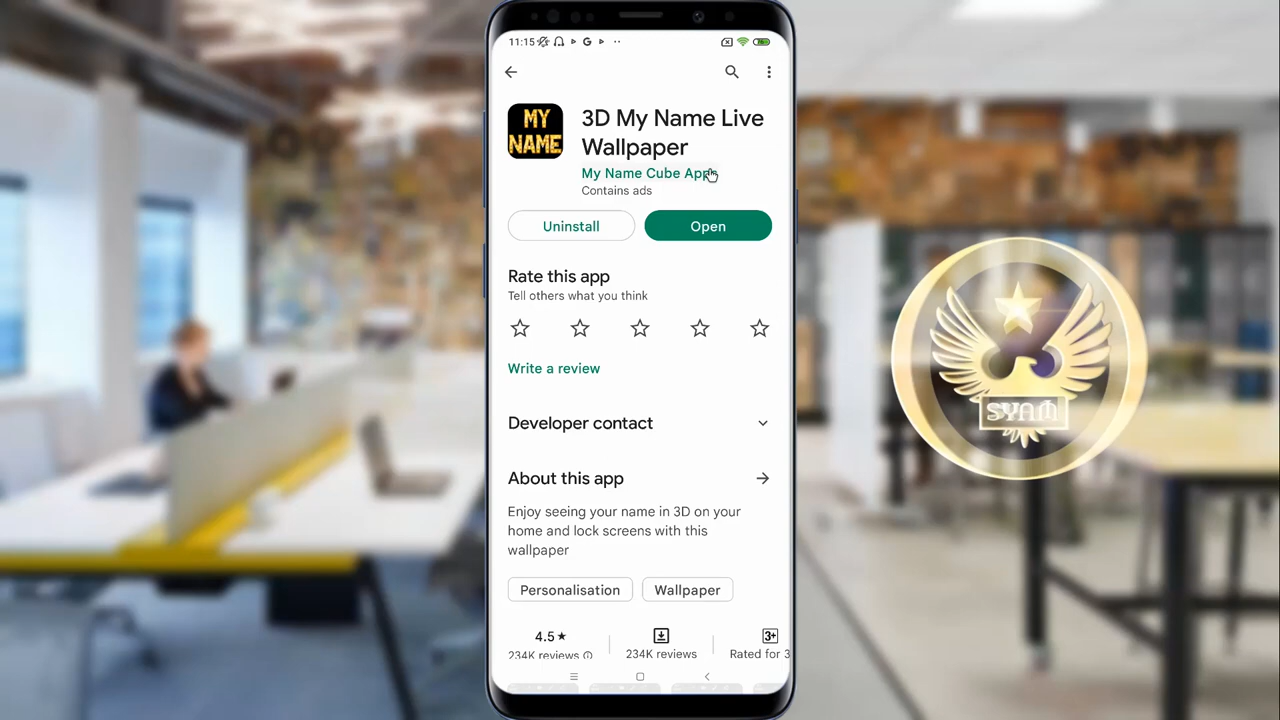 11:15
3D My Name Live
Wallpaper
My Name Cube App
Contains ads
MY
NAME
Uninstall
Open
Rate this app
Tell others what you think
Write a review
Developer contact
About this app
Enjoy seeing your name in 3D on your
home and lock screens with this
wallpaper
Personalisation
Wallpaper
4.5★
3+
234K reviews
234K reviews
Rated for 3
SYAM